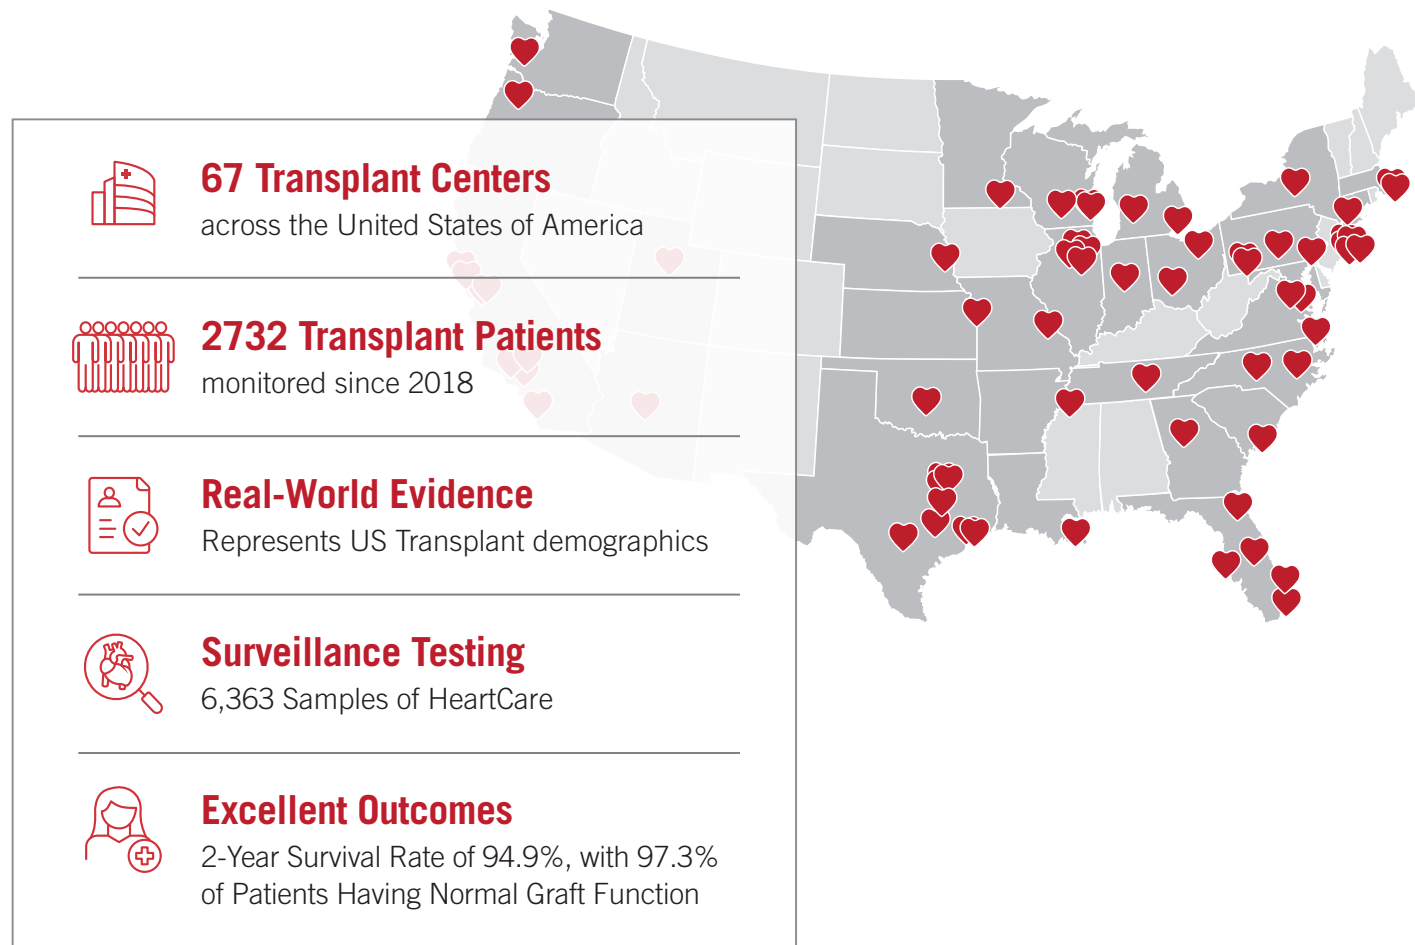 67 Transplant Centers
across the United States of America
2732 Transplant Patients
monitored since 2018
Real-World Evidence
Represents US Transplant demographics
Surveillance Testing
6,363 Samples of HeartCare
Excellent Outcomes
2-Year Survival Rate of 94.9%, with 97.3%
of Patients Having Normal Graft Function